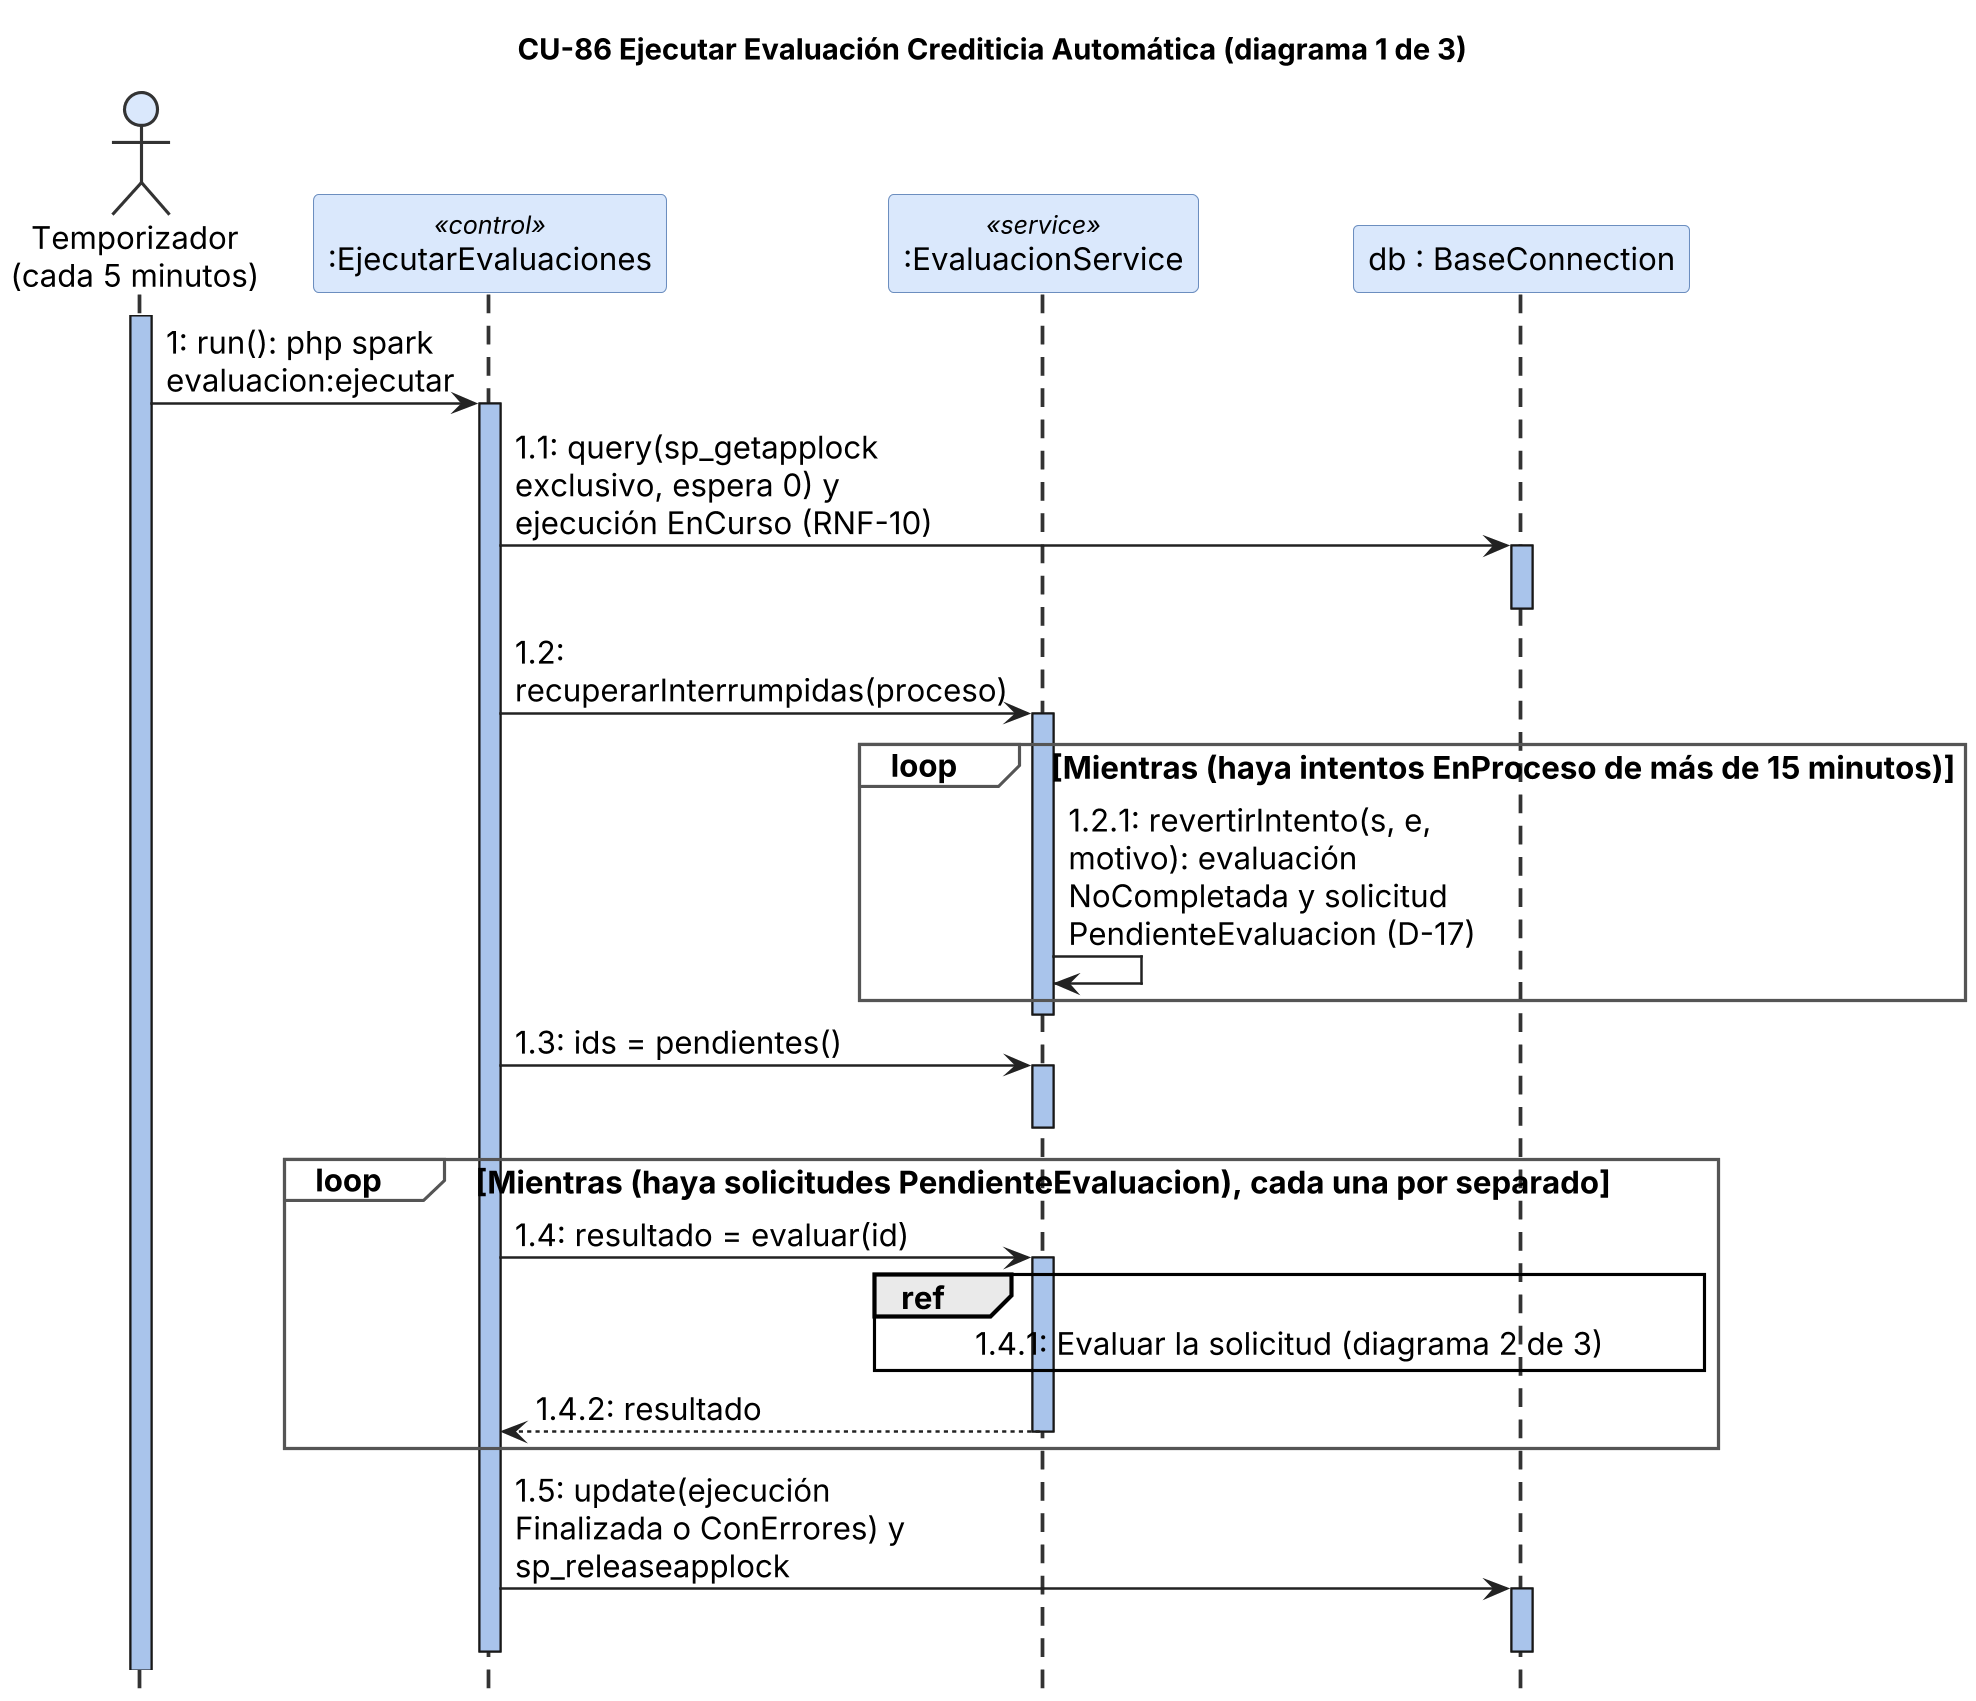 CU-86 Ejecutar Evaluación Crediticia Automática (diagrama 1 de 3)
Temporizador
(cada 5 minutos)
«control»
:EjecutarEvaluaciones
«service»
:EvaluacionService
db : BaseConnection
1: run(): php spark
evaluacion:ejecutar
1.1: query(sp_getapplock
exclusivo, espera 0) y
ejecución EnCurso (RNF-10)
1.2:
recuperarInterrumpidas(proceso)
loop
[Mientras (haya intentos EnProceso de más de 15 minutos)]
1.2.1: revertirIntento(s, e,
motivo): evaluación
NoCompletada y solicitud
PendienteEvaluacion (D-17)
1.3: ids = pendientes()
loop
[Mientras (haya solicitudes PendienteEvaluacion), cada una por separado]
1.4: resultado = evaluar(id)
ref
1.4.1: Evaluar la solicitud (diagrama 2 de 3)
1.4.2: resultado
1.5: update(ejecución
Finalizada o ConErrores) y
sp_releaseapplock